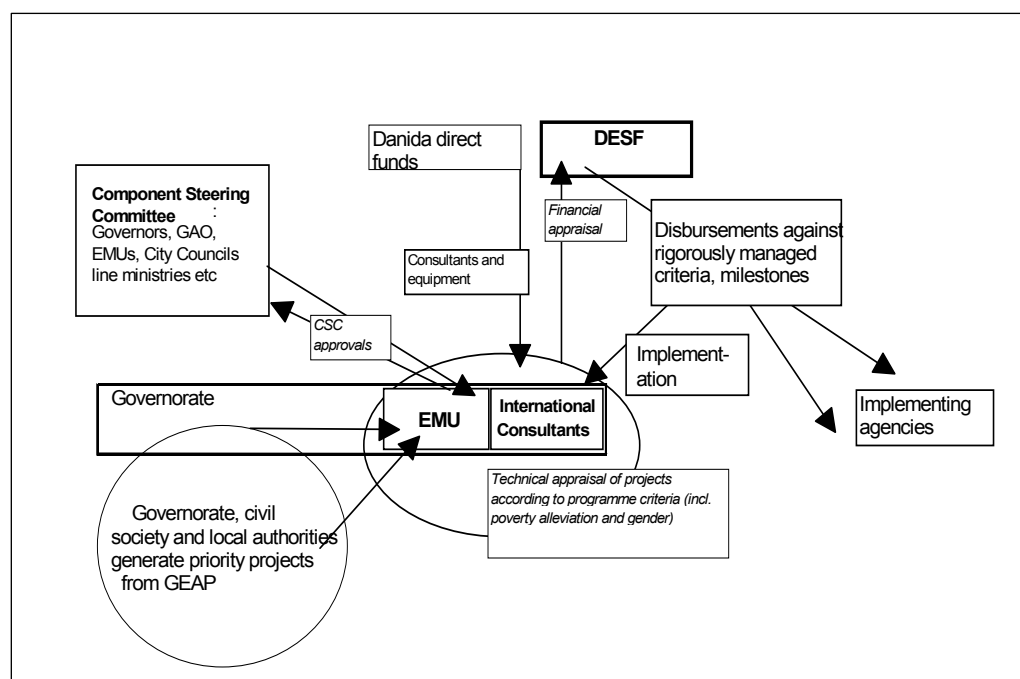 Danida direct
funds
DESF
Component Steering
Committee
:
Governors, GAO,
EMUs, City Councils
line ministries etc
Financial
appraisal
Disbursements against
rigorously managed
criteria, milestones
Consultants and
equipment
CSC
approvals
Implement-
ation
Governorate
EMU
International
Consultants
Implementing
agencies
Technical appraisal of projects
according to programme criteria (incl.
poverty alleviation and gender)
Governorate, civil
society and local authorities
generate priority projects
from GEAP